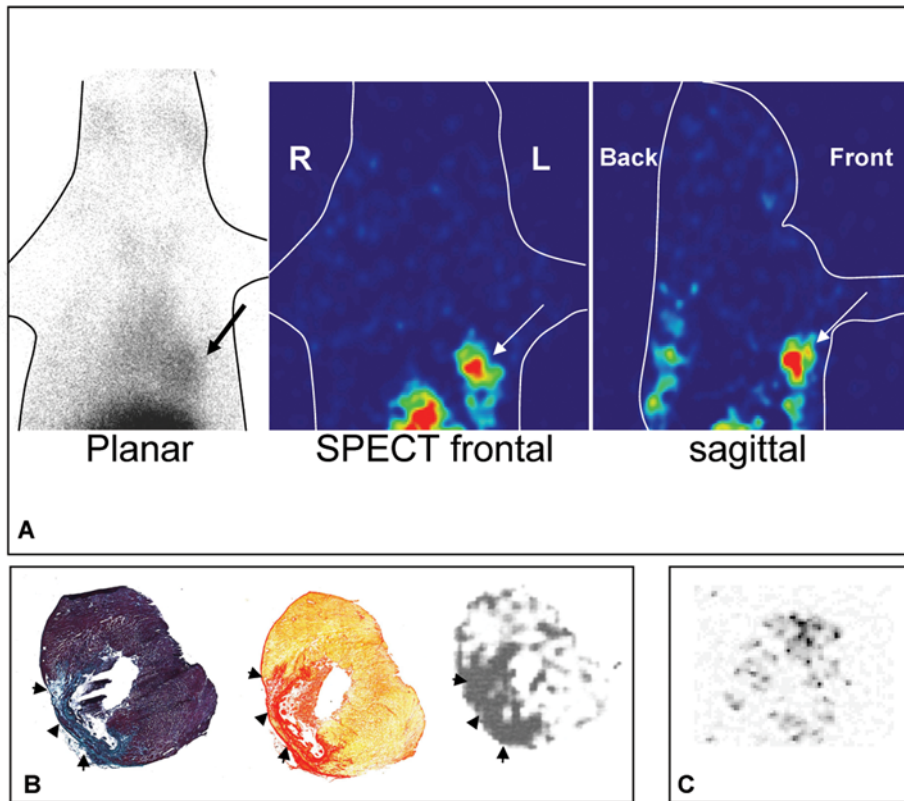 R
L
Back
Front
Planar
SPECT frontal
sagittal
A
B
C